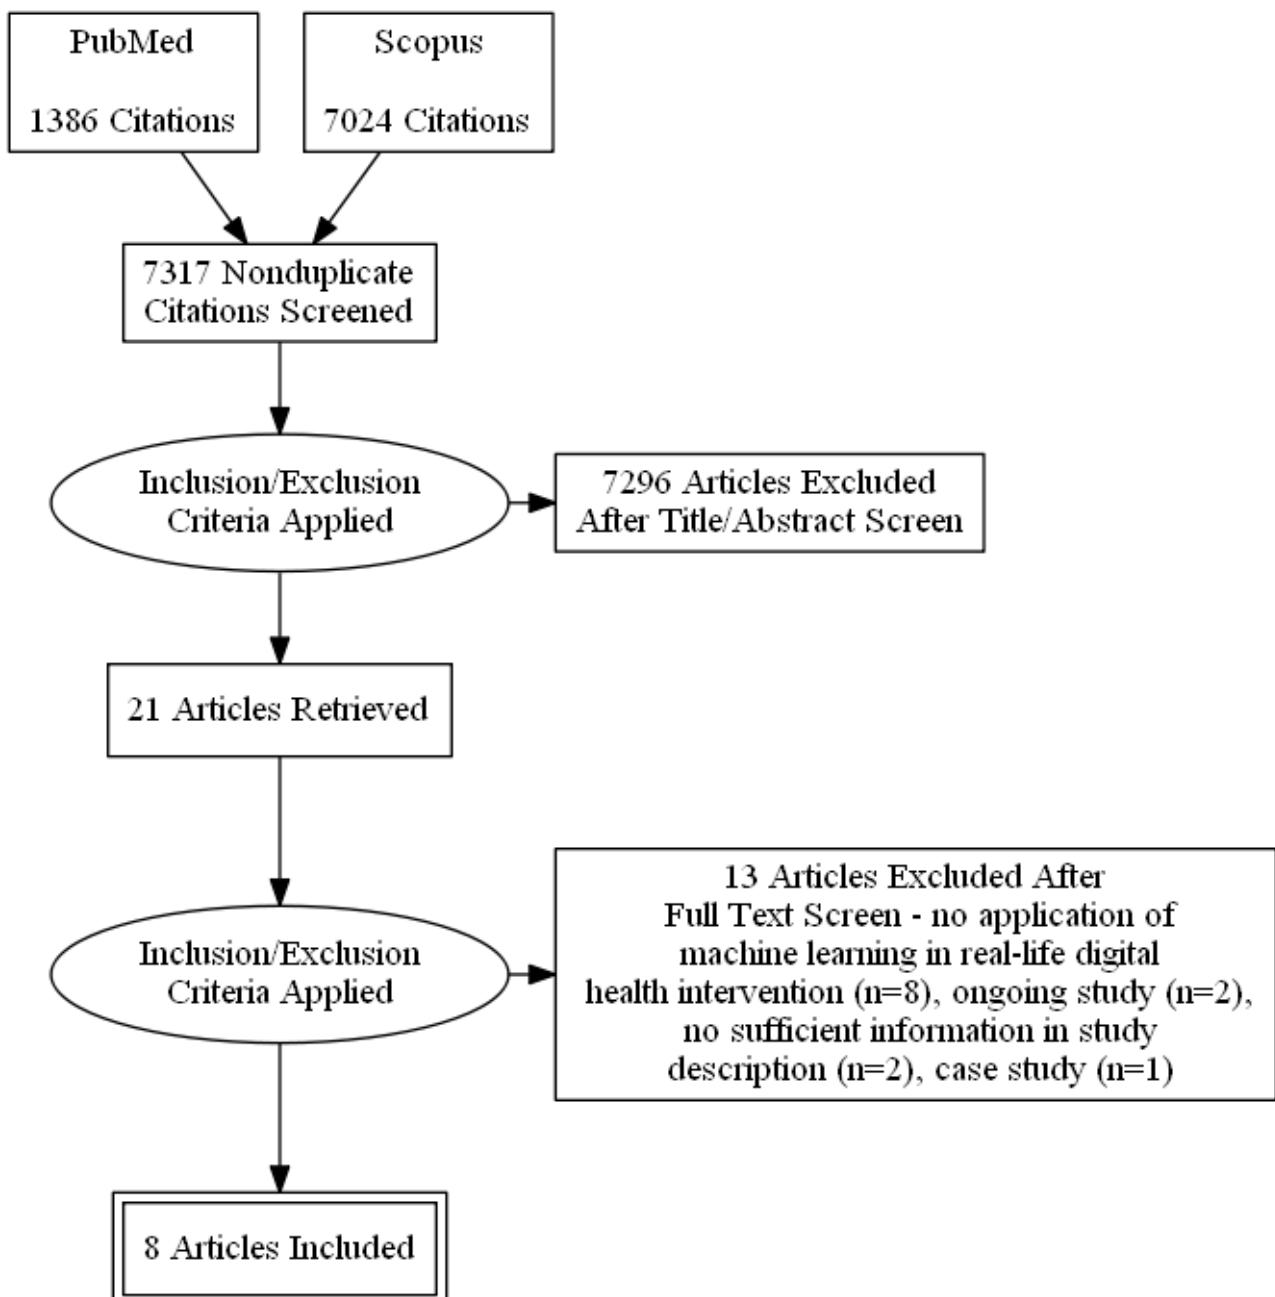 PubMed
1386 Citations
Scopus
7024 Citations
7317 Nonduplicate
Citations Screened
Inclusion/Exclusion
Criteria Applied
7296 Articles Excluded
After Title/Abstract Screen
21 Articles Retrieved
Inclusion/Exclusion
Criteria Applied
13 Articles Excluded After
Full Text Screen - no application of
machine learning in real-life digital
health intervention (n=8), ongoing study (n=2),
no sufficient information in study
description (n=2), case study (n=1)
8 Articles Included